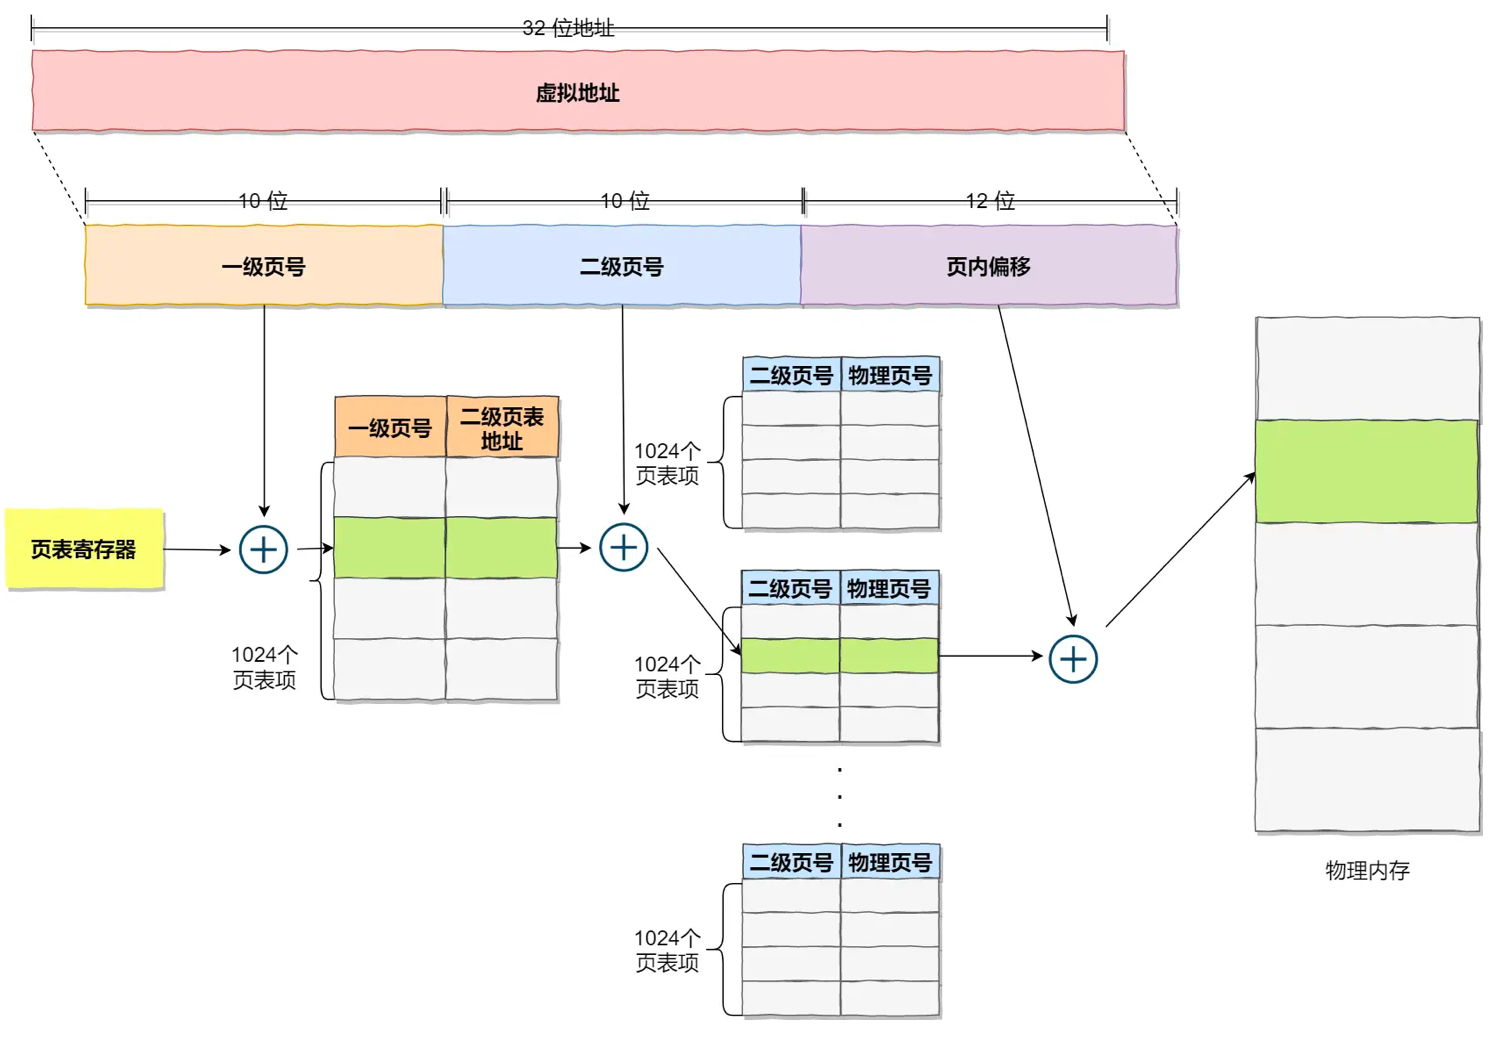 32 位地址
虚拟地址
10 位
10 位
12 位
一级页号
二级页号
页内偏移
页表寄存器
一级页号
二级页表
地址
1024个
页表项
二级页号
物理页号
1024个
页表项
二级页号
物理页号
1024个
页表项
.
.
.
二级页号
物理页号
1024个
页表项
物理内存